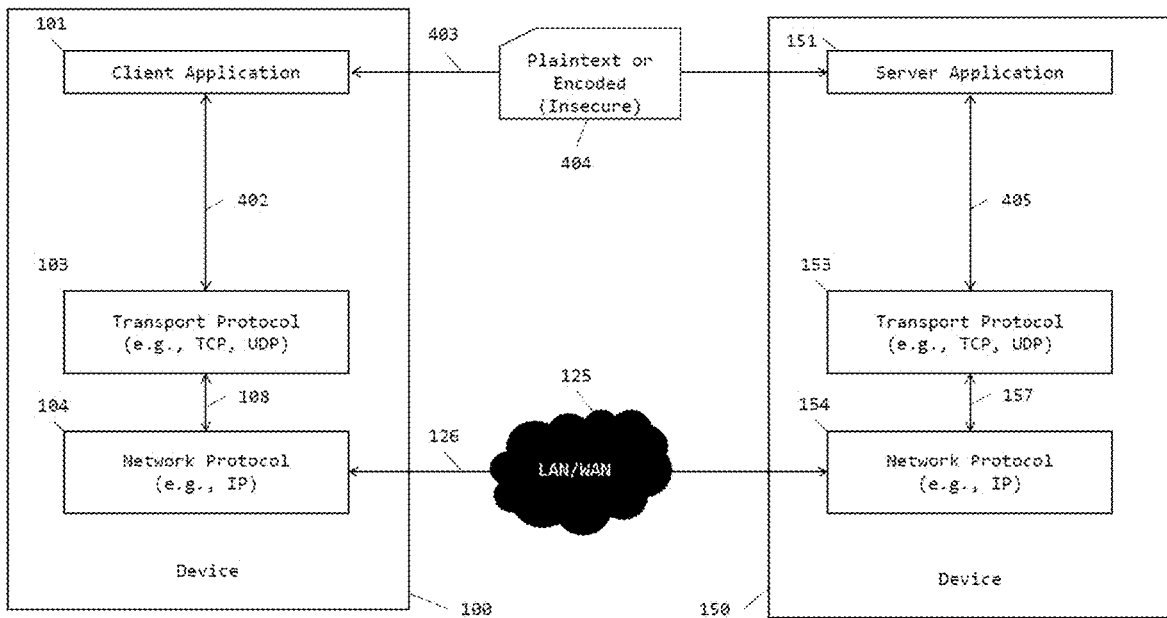 101
Client Application
403
Plaintext or
Encoded
(Insecure)
404
151
Server Application
402
405
103
Transport Protocol
(e.g., TCP, UDP)
153
Transport Protocol
(e.g., TCP, UDP)
108
157
104
Network Protocol
(e.g., IP)
126
125
LAN/WAN
154
Network Protocol
(e.g., IP)
Device
100
150
Device